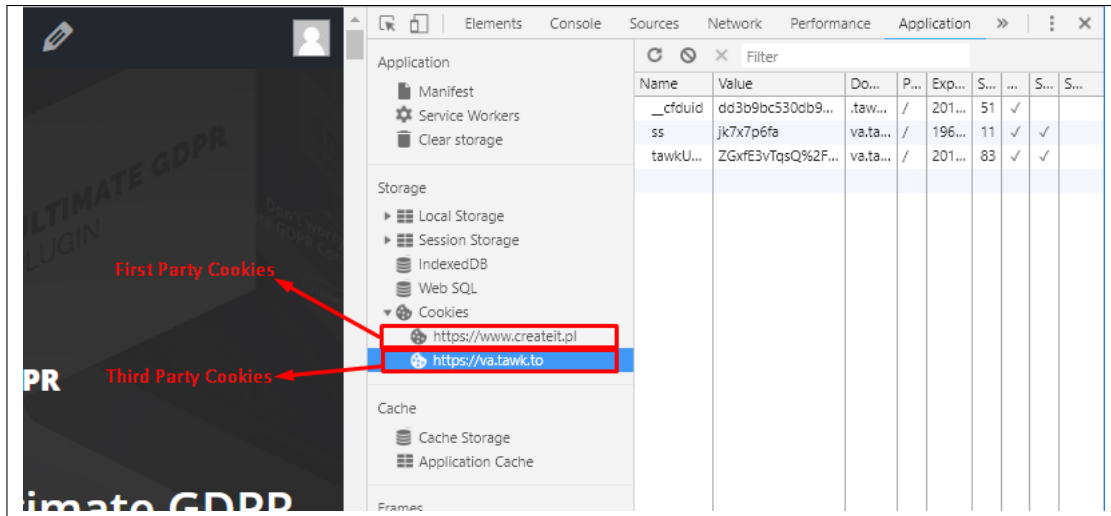 Elements Console Sources Network Performance Application »
Application
Manifest
Service Workers
Clear storage
Storage
Local Storage
Session Storage
IndexedDB
Web SQL
Cookies
https://www.createit.pl
https://va.tawk.to
Cache
Cache Storage
Application Cache
Frames
Filter
Name Value Do... P... Exp... S... ... S... S...
__cfduid dd3b9bc530db9... .taw... / 201... 51 ✓
ss jk7x7p6fa va.ta... / 196... 11 ✓ ✓
tawkU... ZGxfE3vTqsQ%2F... va.ta... / 201... 83 ✓ ✓
First Party Cookies
Third Party Cookies
LTIMATE GDPR
LUGIN
PR
timate GDPR